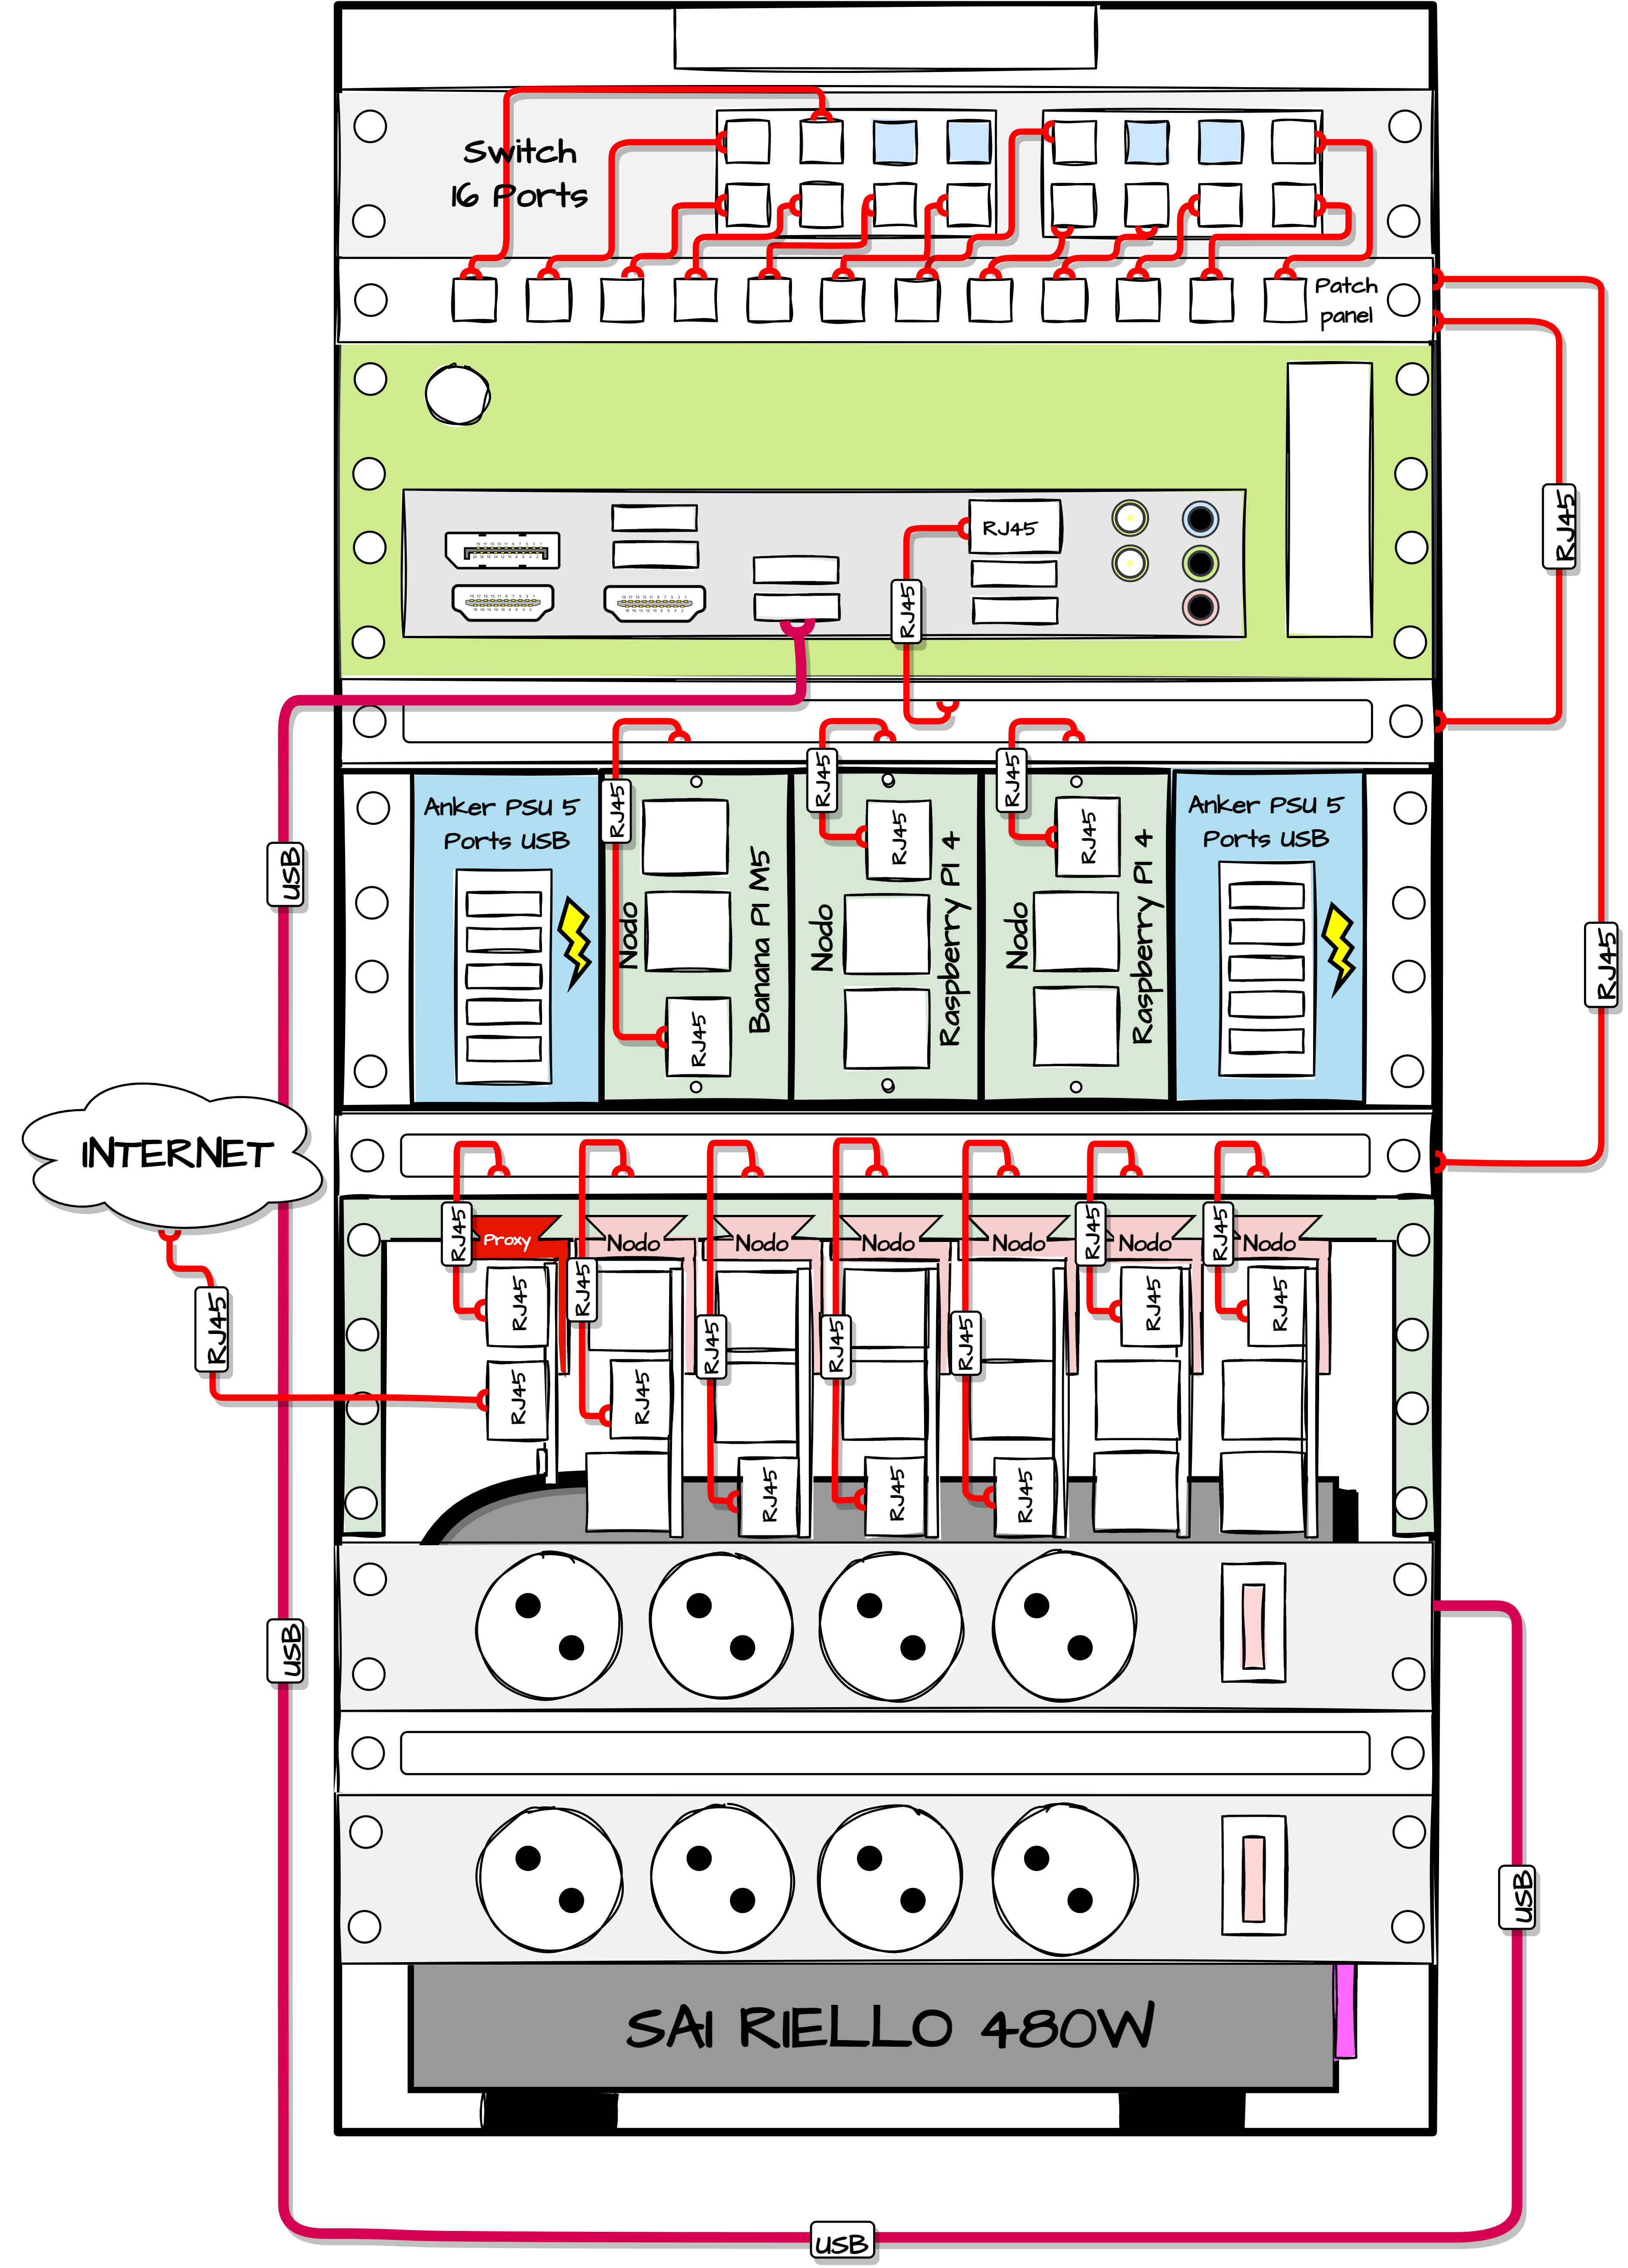 Switch
16 Ports
Patch
panel
RJ45
RJ45
RJ45
RJ45
RJ45
RJ45
Anker PSU 5
Ports USB
Nodo
Banana PI M5
RJ45
Nodo
Raspberry PI 4
RJ45
Nodo
Raspberry PI 4
RJ45
Anker PSU 5
Ports USB
USB
RJ45
INTERNET
RJ45
RJ45
RJ45
Proxy
Nodo
Nodo
Nodo
Nodo
Nodo
Nodo
RJ45
RJ45
RJ45
RJ45
RJ45
RJ45
RJ45
RJ45
RJ45
RJ45
RJ45
RJ45
RJ45
USB
USB
SAI RIELLO 480W
USB